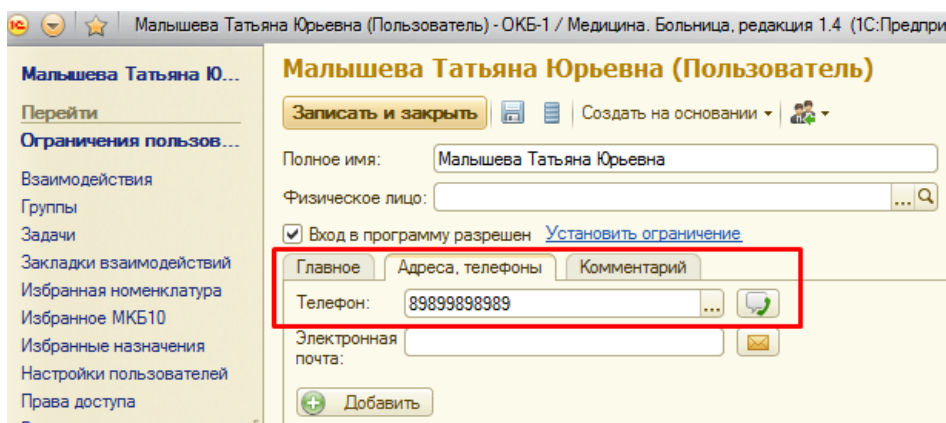 Малышева Татьяна Юрьевна (Пользователь) - ОКБ-1 / Медицина. Больница, редакция 1.4 (1С:Предпри
Малышева Татьяна Ю...
Перейти
Ограничения пользов...
Взаимодействия
Группы
Задачи
Закладки взаимодействий
Избранная номенклатура
Избранное МКБ10
Избранные назначения
Настройки пользователей
Права доступа
Малышева Татьяна Юрьевна (Пользователь)
Записать и закрыть Создать на основании
Полное имя: Малышева Татьяна Юрьевна
Физическое лицо: ...
Вход в программу разрешен Установить ограничение
Главное Адреса, телефоны Комментарий
Телефон: 89899898989 ...
Электронная
почта:
Добавить